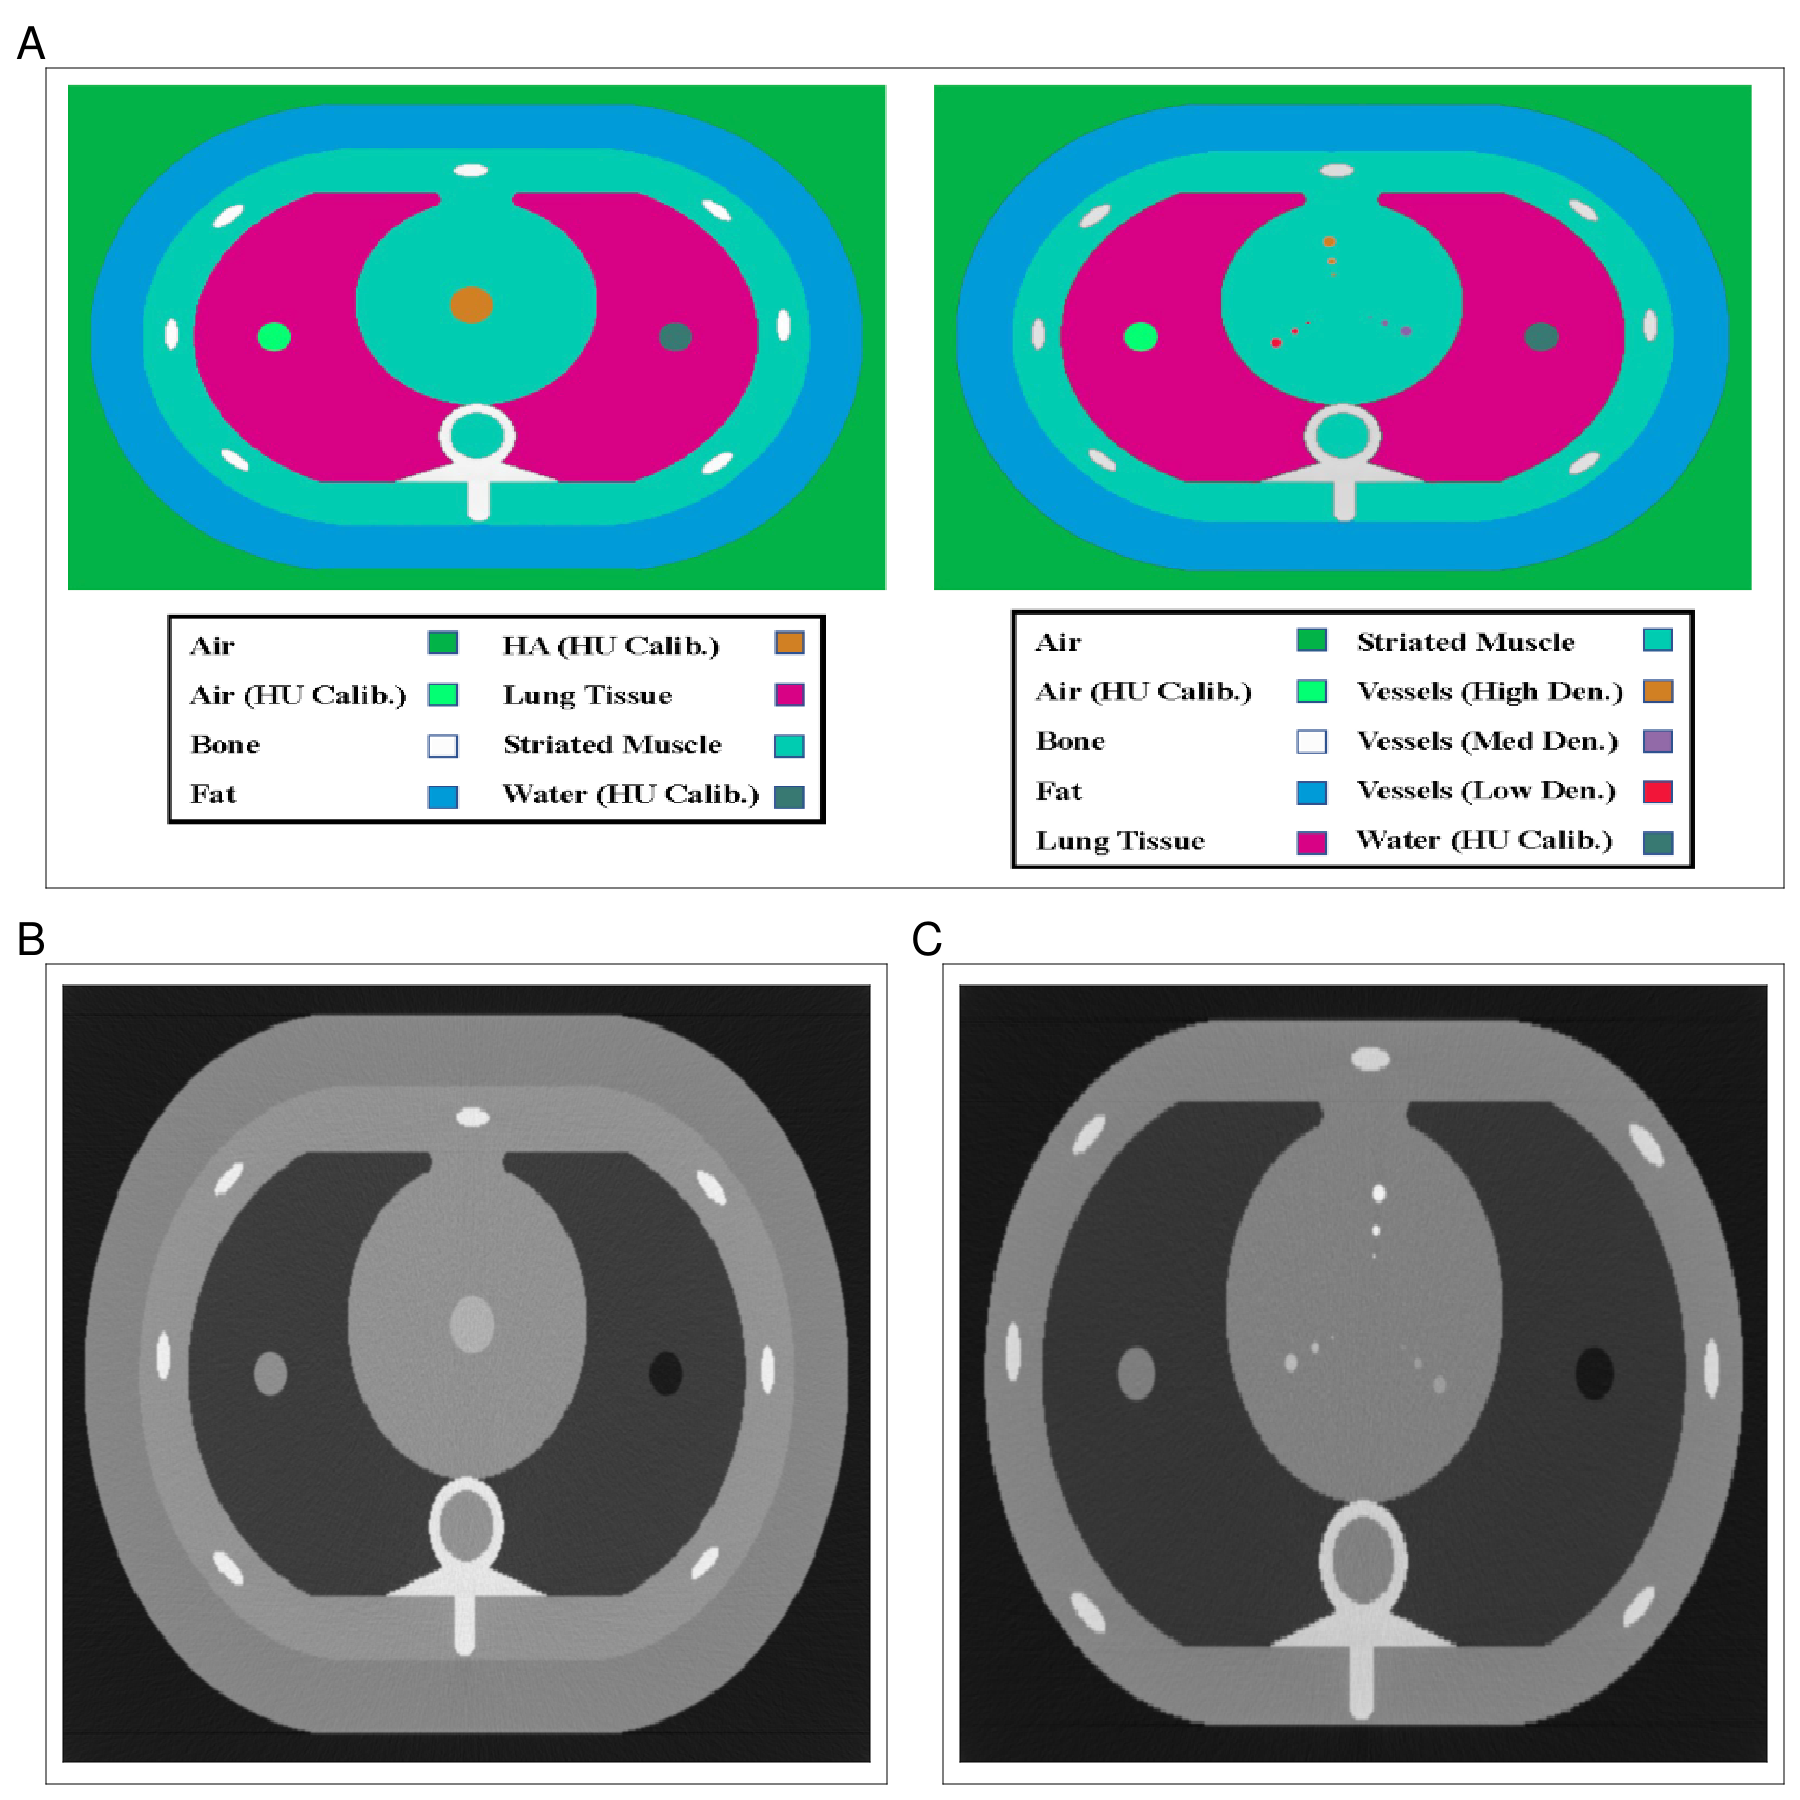 A
Air HA (HU Calib.)
Air (HU Calib.) Lung Tissue
Bone Striated Muscle
Fat Water (HU Calib.)
Air Striated Muscle
Air (HU Calib.) Vessels (High Den.)
Bone Vessels (Med Den.)
Fat Vessels (Low Den.)
Lung Tissue Water (HU Calib.)
B
C